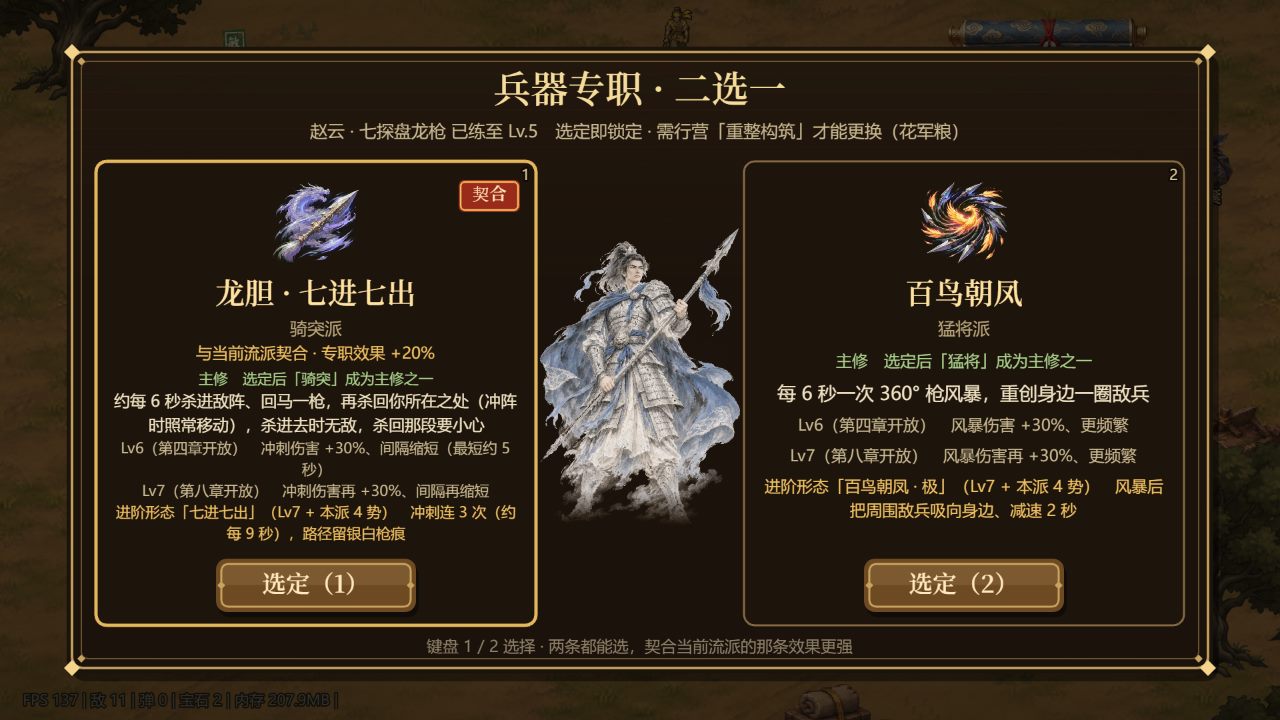 敌
兵器专职 · 二选一
赵云 · 七探盘龙枪 已练至 Lv.5　选定即锁定 · 需行营「重整构筑」才能更换（花军粮）
1
契合
龙胆 · 七进七出
骑突派
与当前流派契合 · 专职效果 +20%
主修　选定后「骑突」成为主修之一
约每 6 秒杀进敌阵、回马一枪，再杀回你所在之处（冲阵
时照常移动），杀进去时无敌，杀回那段要小心
Lv6（第四章开放）　冲刺伤害 +30%、间隔缩短（最短约 5
秒）
Lv7（第八章开放）　冲刺伤害再 +30%、间隔再缩短
进阶形态「七进七出」（Lv7 + 本派 4 势）　冲刺连 3 次（约
每 9 秒），路径留银白枪痕
选定（1）
2
百鸟朝凤
猛将派
主修　选定后「猛将」成为主修之一
每 6 秒一次 360° 枪风暴，重创身边一圈敌兵
Lv6（第四章开放）　风暴伤害 +30%、更频繁
Lv7（第八章开放）　风暴伤害再 +30%、更频繁
进阶形态「百鸟朝凤 · 极」（Lv7 + 本派 4 势）　风暴后
把周围敌兵吸向身边、减速 2 秒
选定（2）
键盘 1 / 2 选择 · 两条都能选，契合当前流派的那条效果更强
FPS 137 | 敌 11 | 弹 0 | 宝石 2 | 内存 207.9MB |